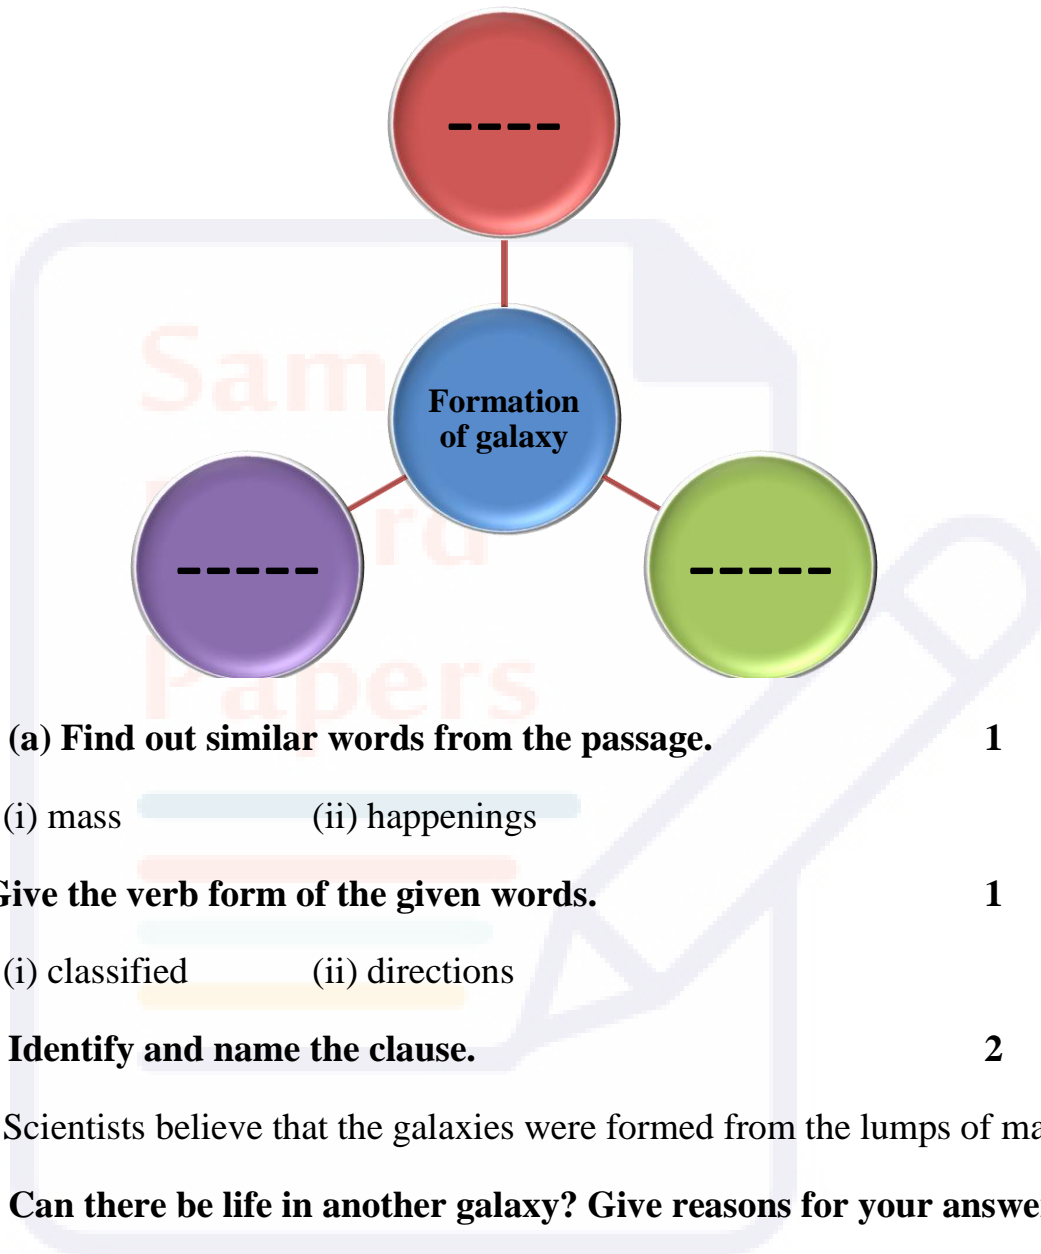 ----
Formation
of galaxy
-----
-----
Sam
Papers
(a) Find out similar words from the passage. 1
(i) mass (ii) happenings
Give the verb form of the given words. 1
(i) classified (ii) directions
Identify and name the clause. 2
Scientists believe that the galaxies were formed from the lumps of
Can there be life in another galaxy? Give reasons for your